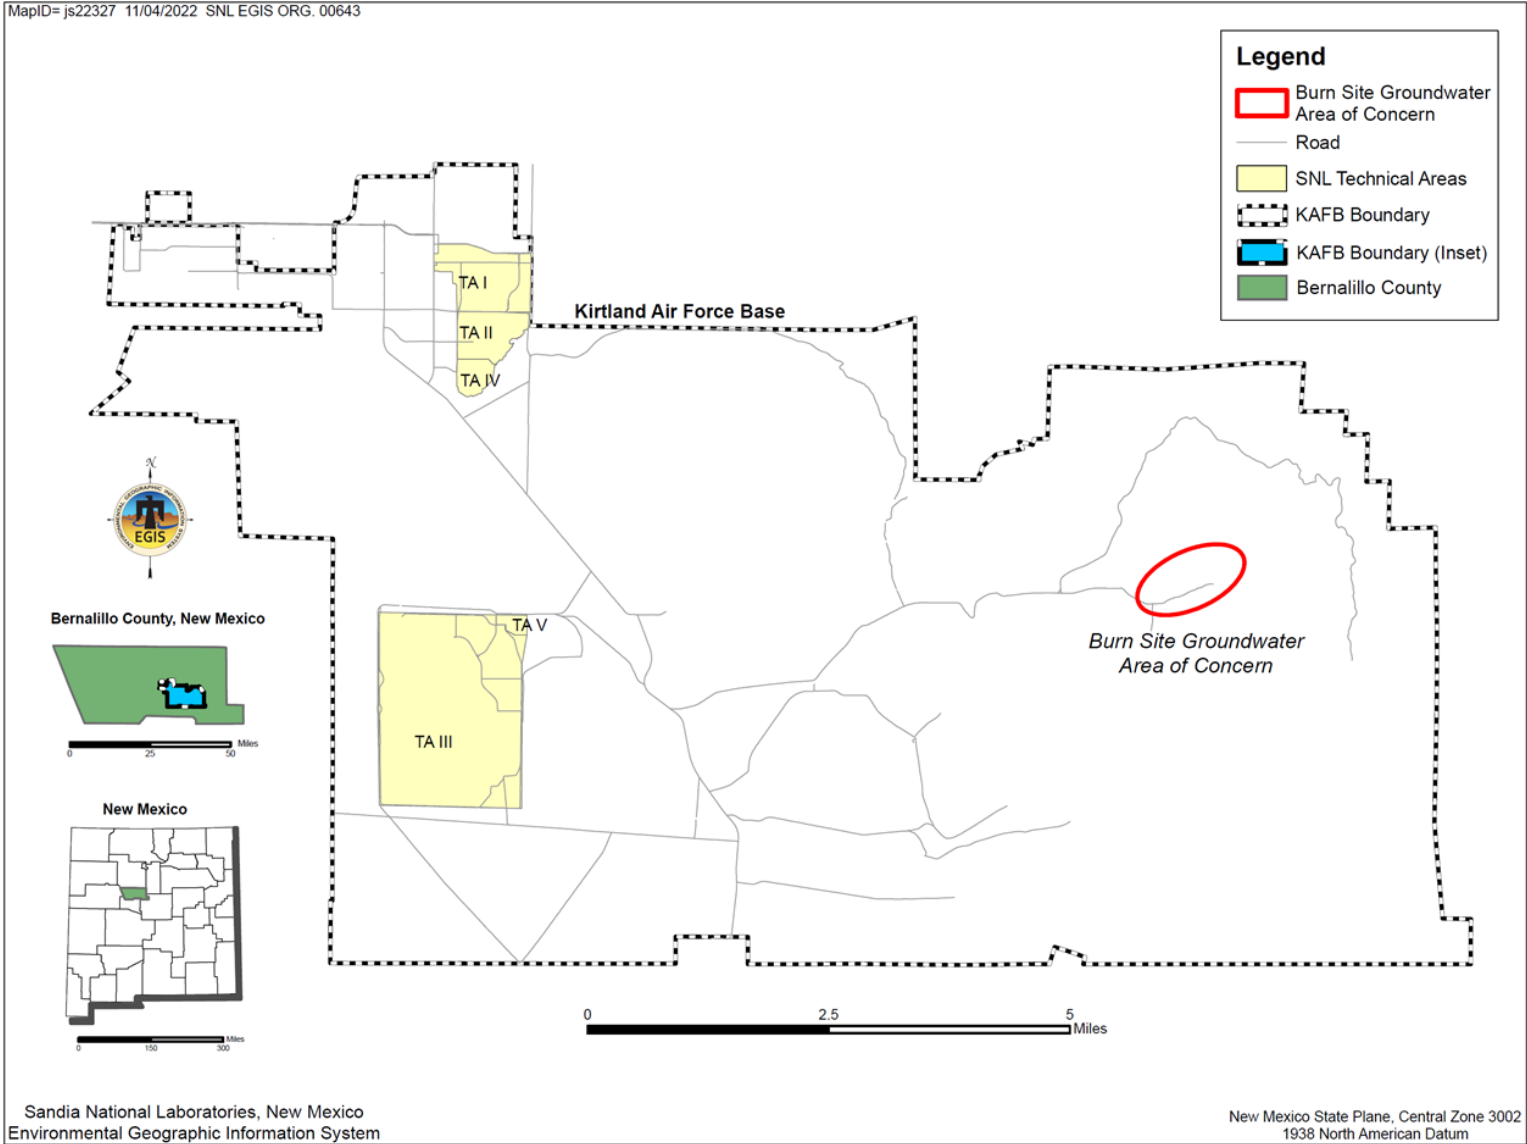 MapID= js22327 11/04/2022 SNL EGIS ORG. 00643
Legend
Burn Site Groundwater
Area of Concern
Road
SNL Technical Areas
KAFB Boundary
KAFB Boundary (Inset)
Bernalillo County
TA I
Kirtland Air Force Base
TA II
TA IV
N
ENVIRONMENTAL GEOGRAPHIC INFORMATION SYSTEM
EGIS
Bernalillo County, New Mexico
TA V
Burn Site Groundwater
Area of Concern
Miles
0 25 50
TA III
New Mexico
Miles
0 150 300
0 2.5 5
Miles
Sandia National Laboratories, New Mexico
Environmental Geographic Information System
New Mexico State Plane, Central Zone 3002
1938 North American Datum